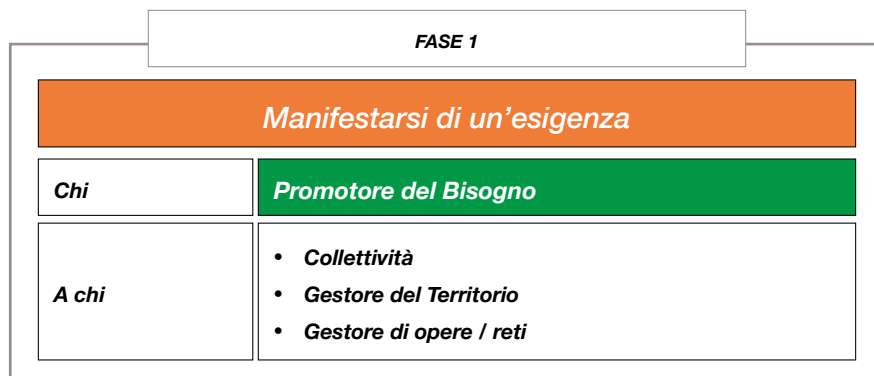 FASE 1
Manifestarsi di un'esigenza
Chi
Promotore del Bisogno
A chi
• Collettività
• Gestore del Territorio
• Gestore di opere / reti